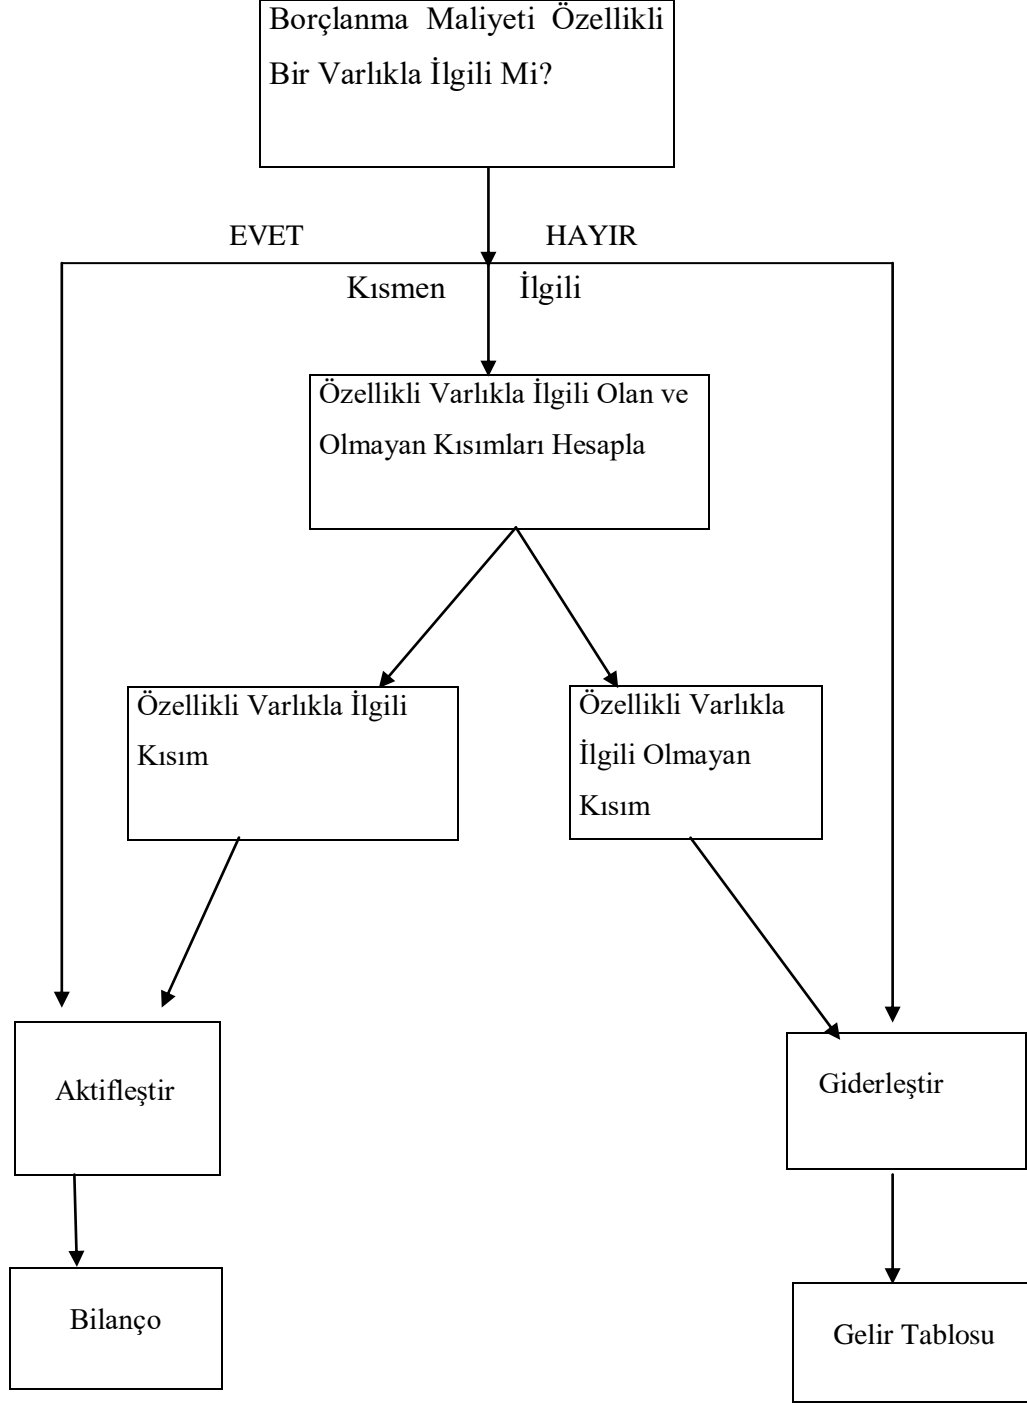 Borçlanma Maliyeti Özellikli
Bir Varlıkla İlgili Mi?
EVET
HAYIR
Kısmen İlgili
Özellikli Varlıkla İlgili Olan ve
Olmayan Kısımları Hesapla
Özellikli Varlıkla İlgili
Kısım
Özellikli Varlıkla
İlgili Olmayan
Kısım
Aktifleştir
Giderleştir
Bilanço
Gelir Tablosu